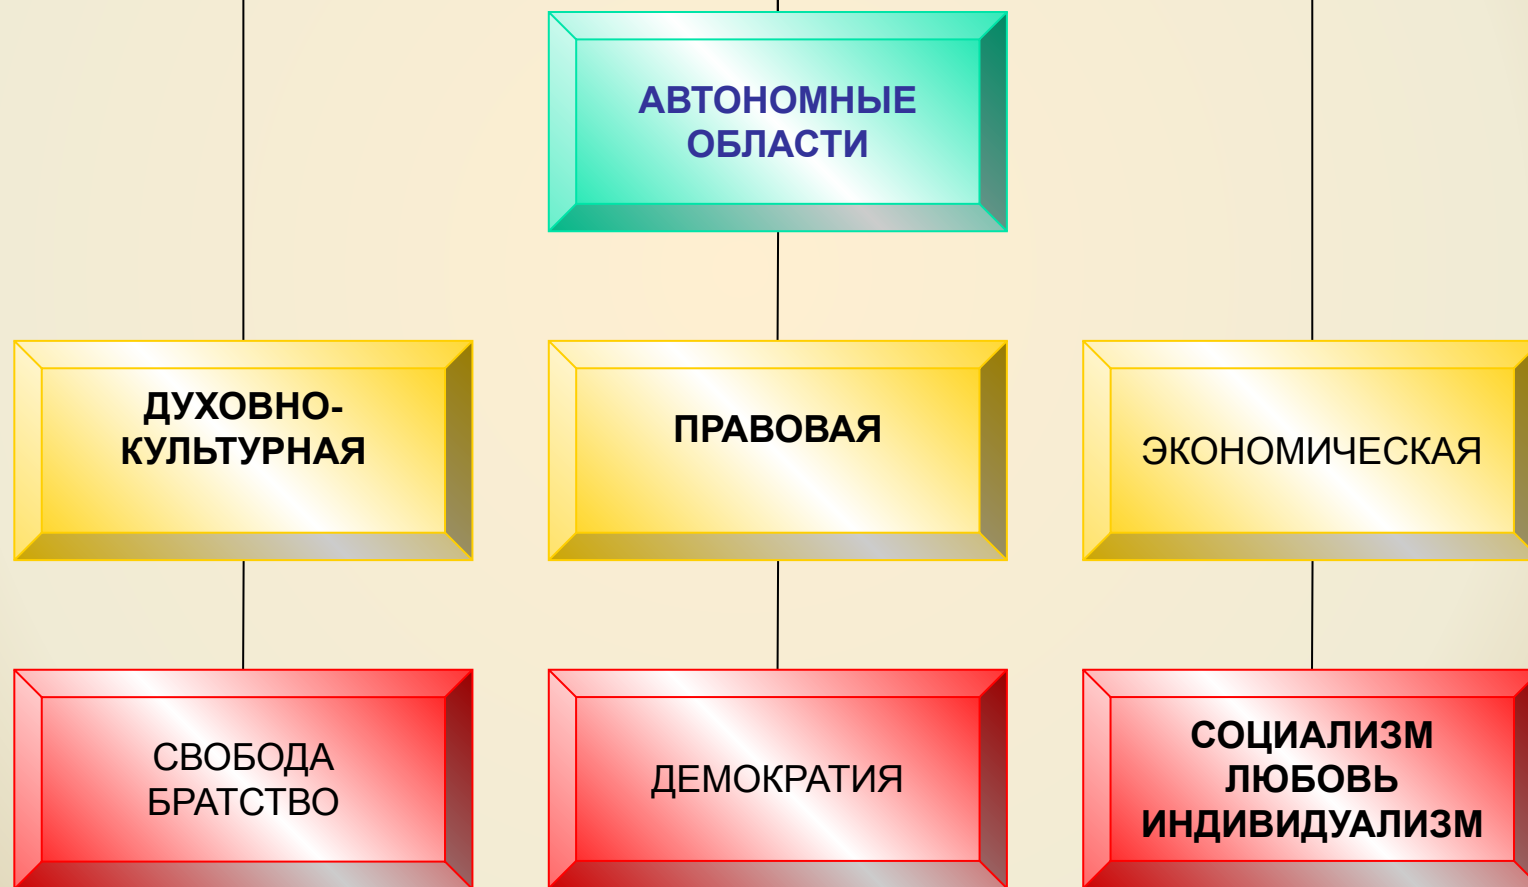 АВТОНОМНЫЕ
ОБЛАСТИ
ДУХОВНО-
КУЛЬТУРНАЯ
ПРАВОВАЯ
ЭКОНОМИЧЕСКАЯ
СВОБОДА
БРАТСТВО
ДЕМОКРАТИЯ
СОЦИАЛИЗМ
ЛЮБОВЬ
ИНДИВИДУАЛИЗМ